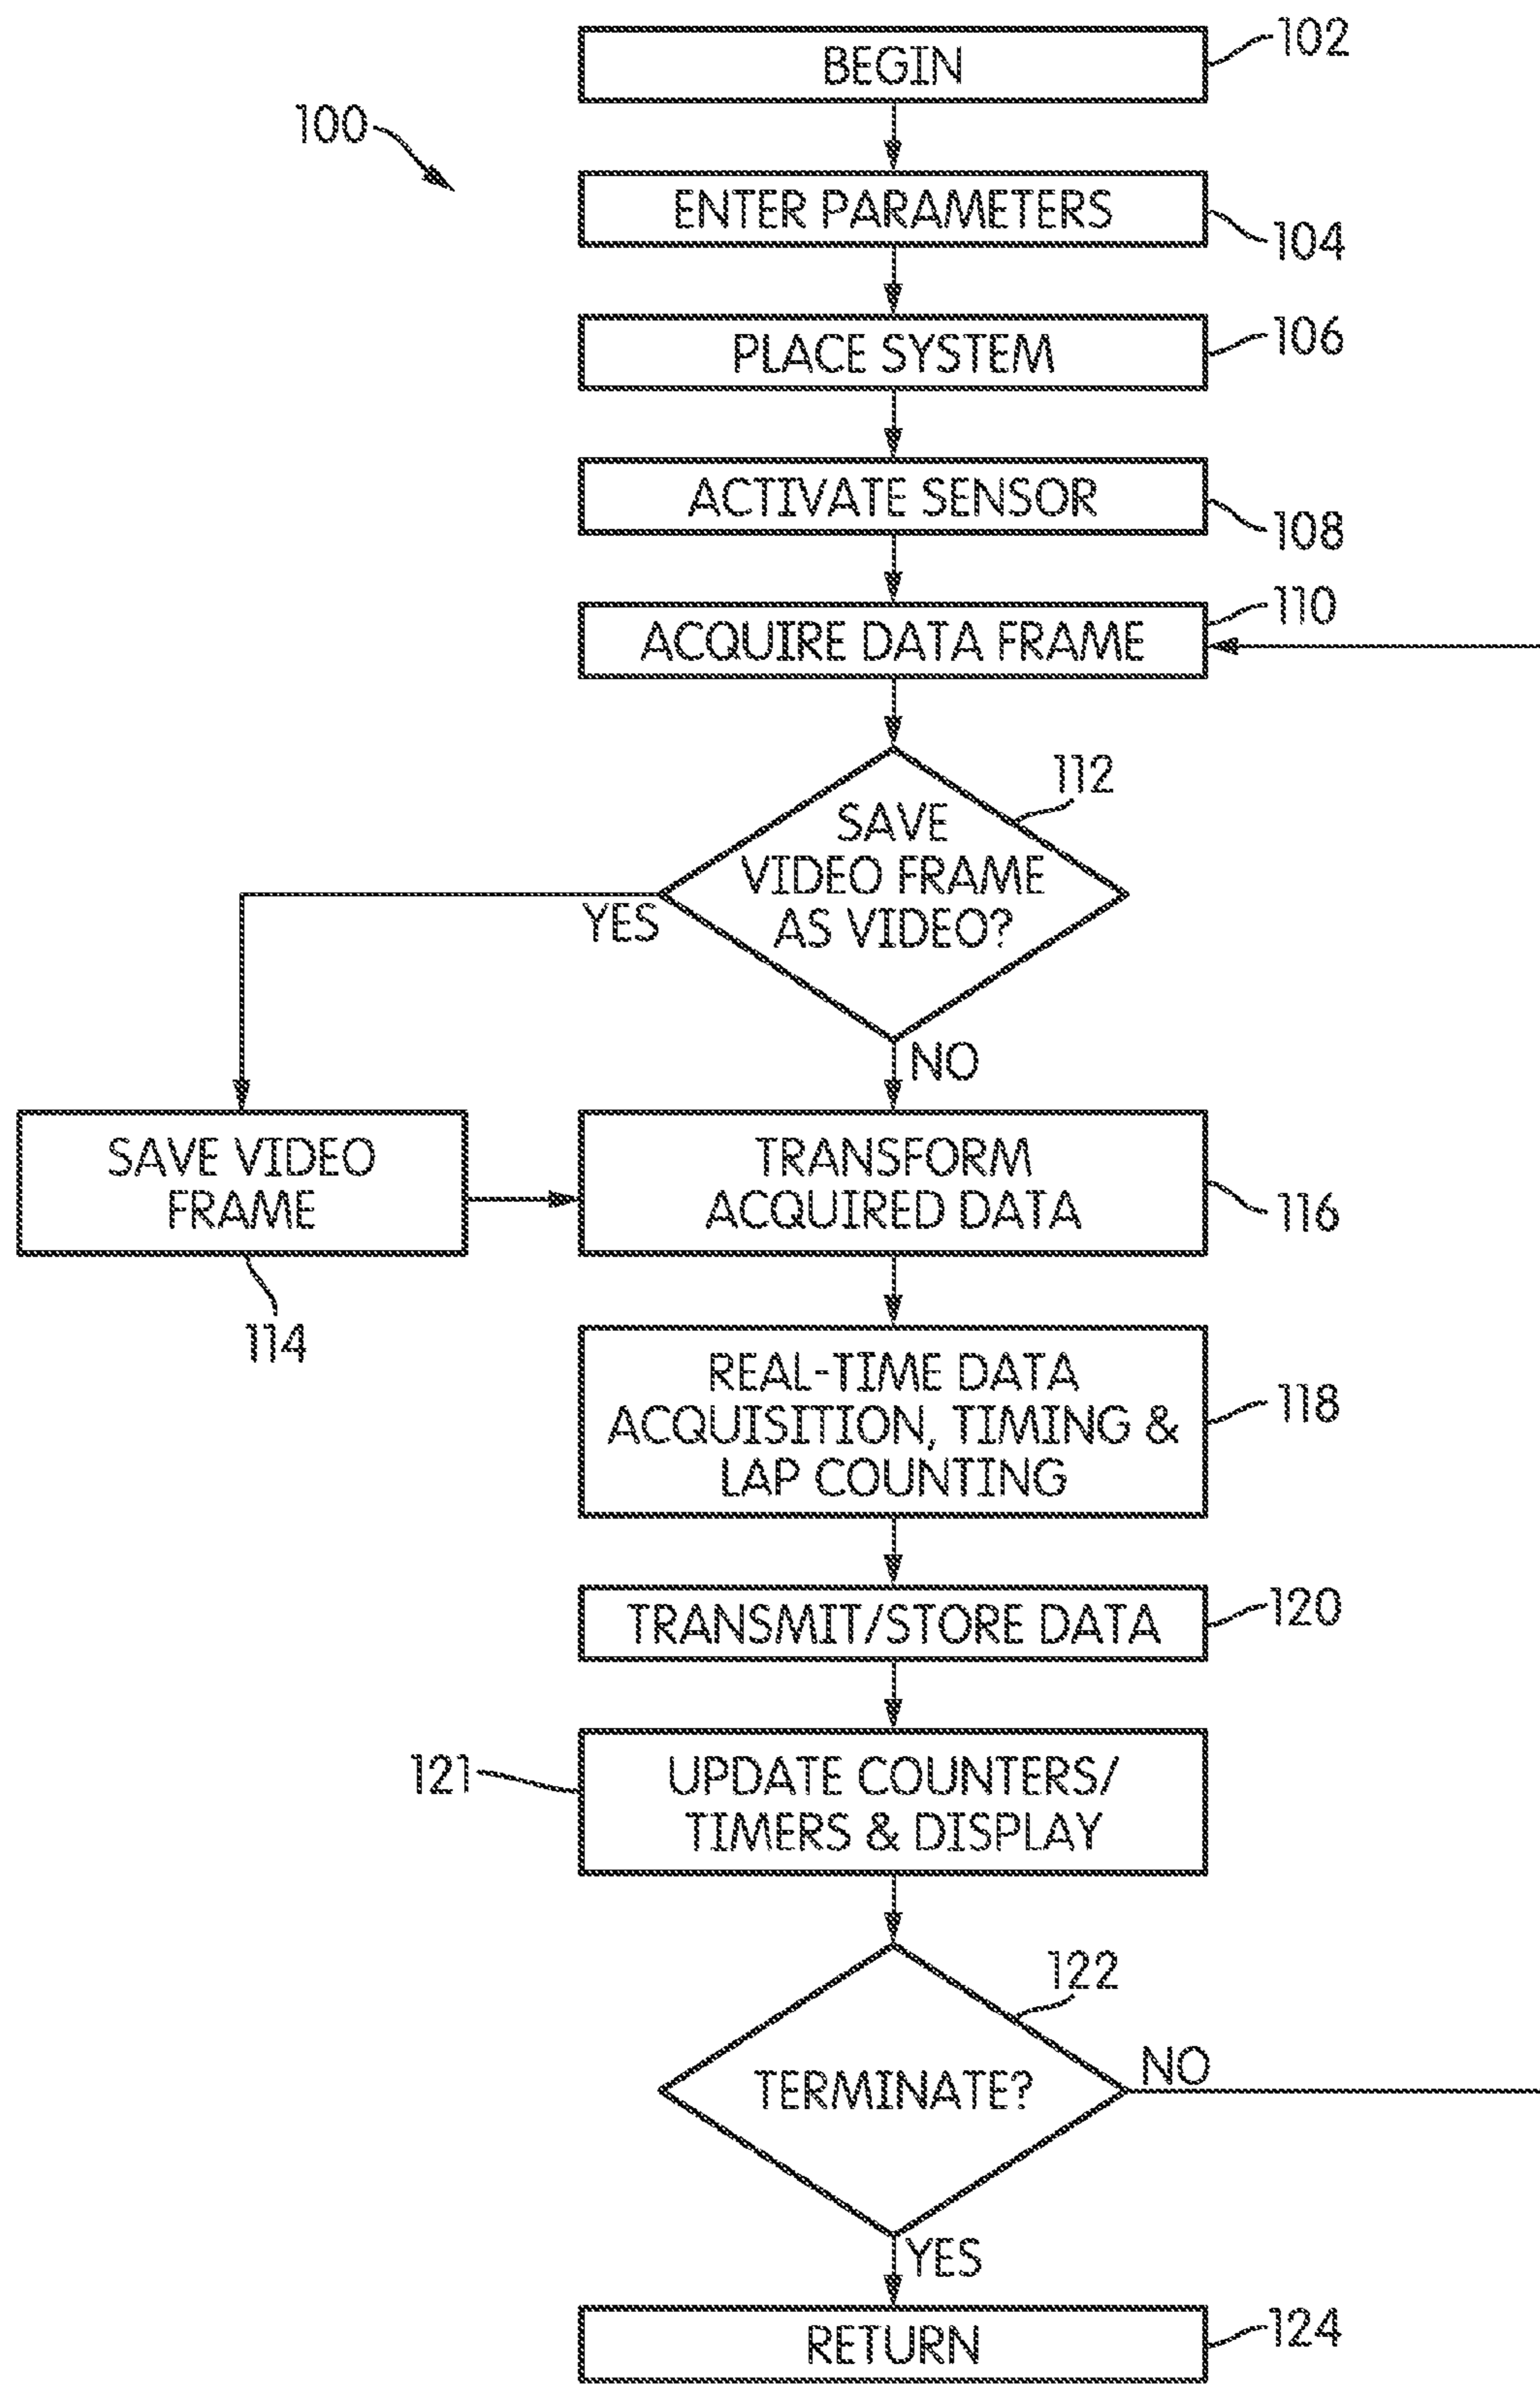 BEGIN
102
100
ENTER PARAMETERS
104
PLACE SYSTEM
106
ACTIVATE SENSOR
108
110
ACQUIRE DATA FRAME
112
SAVE
VIDEO FRAME
AS VIDEO?
YES
NO
SAVE VIDEO
FRAME
114
TRANSFORM
ACQUIRED DATA
116
REAL-TIME DATA
ACQUISITION, TIMING &
LAP COUNTING
118
TRANSMIT/STORE DATA
120
121
UPDATE COUNTERS/
TIMERS & DISPLAY
122
TERMINATE?
NO
YES
RETURN
124